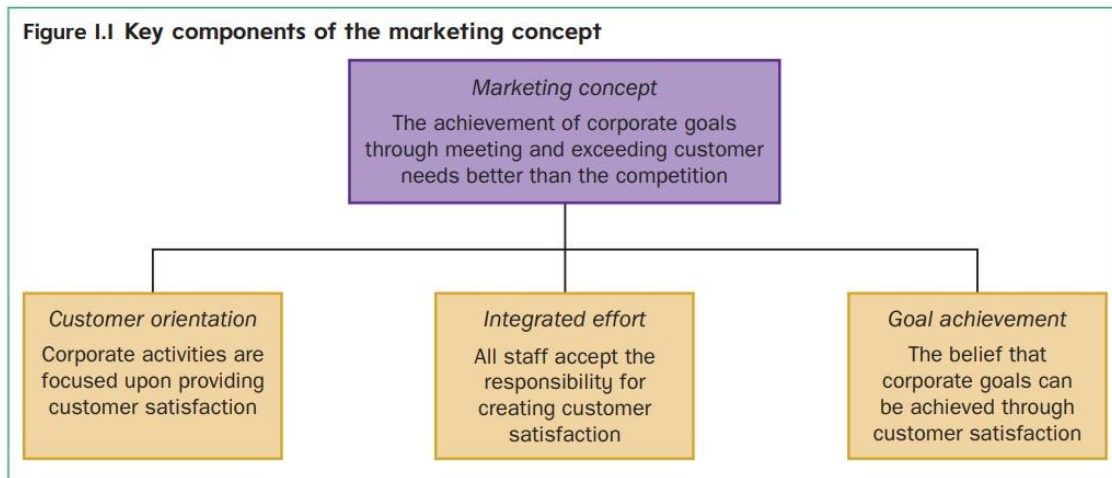 Figure 1.1 Key components of the marketing concept
Marketing concept
The achievement of corporate goals
through meeting and exceeding customer
needs better than the competition
Customer orientation
Corporate activities are
focused upon providing
customer satisfaction
Integrated effort
All staff accept the
responsibility for
creating customer
satisfaction
Goal achievement
The belief that
corporate goals can
be achieved through
customer satisfaction